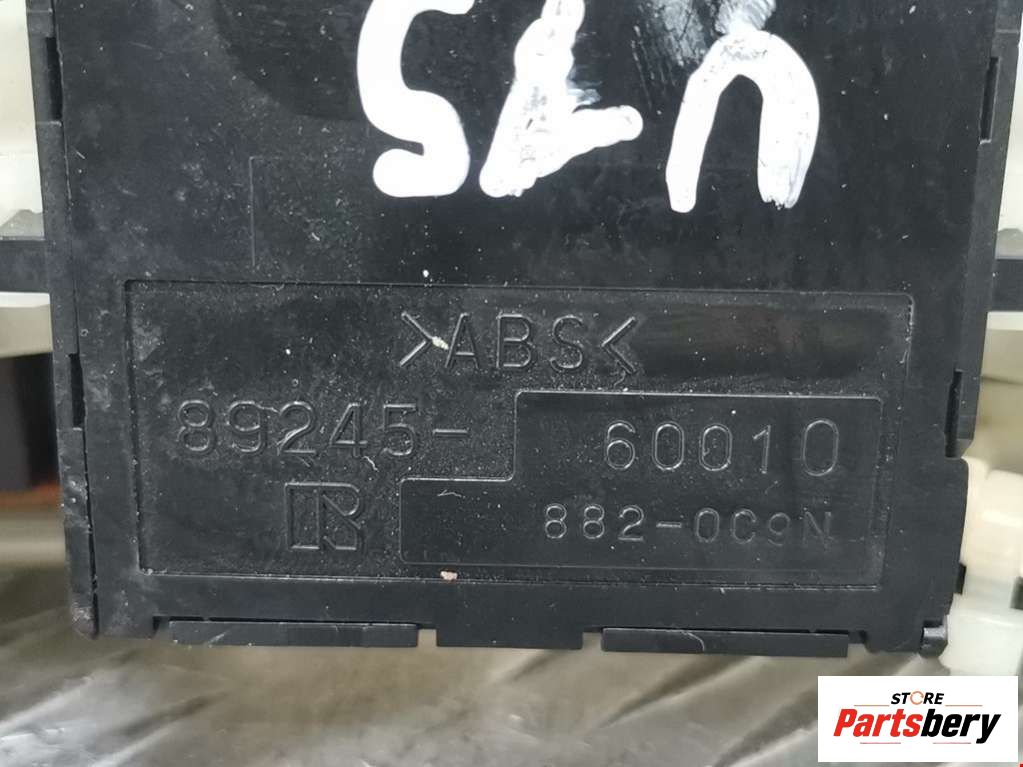 >ABS<
89245-60010
882-0C9N
STORE
Partsbery